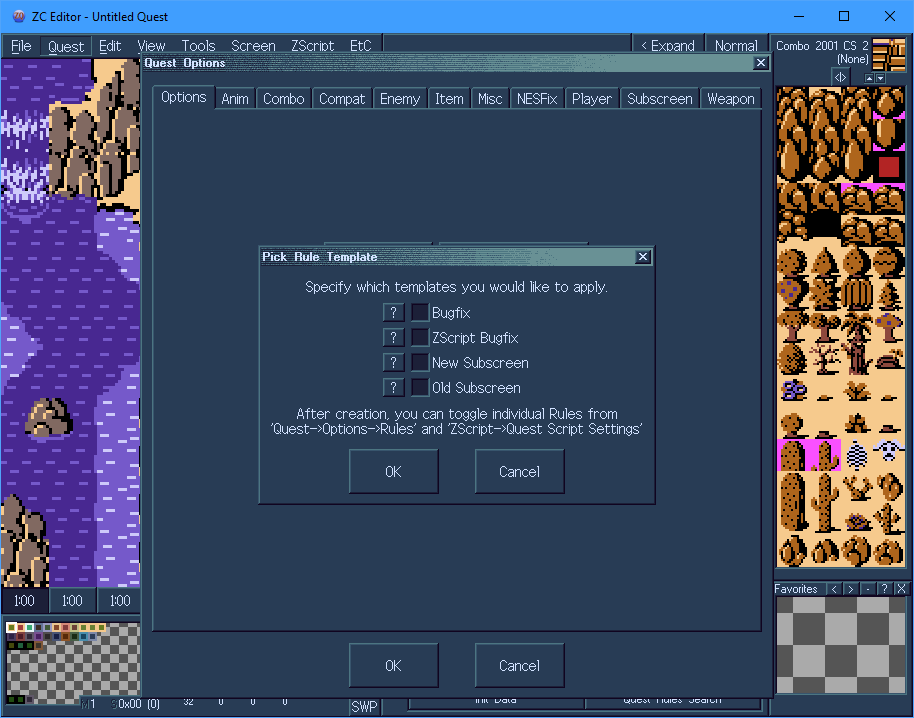 ZC Editor - Untitled Quest
File Quest Edit View Tools Screen ZScript EtC < Expand Normal
Combo 2001 CS 2
(None)
Quest Options X
Options Anim Combo Compat Enemy Item Misc NESFix Player Subscreen Weapon
Pick Rule Template X
Specify which templates you would like to apply.
? Bugfix
? ZScript Bugfix
? New Subscreen
? Old Subscreen
After creation, you can toggle individual Rules from
'Quest->Options->Rules' and 'ZScript->Quest Script Settings'
OK Cancel
Favorites < > - ? X
1:00 1:00 1:00
OK Cancel
M1 0x00 (0) 32 0 0 0
SWP Init Data Quest Rules Search